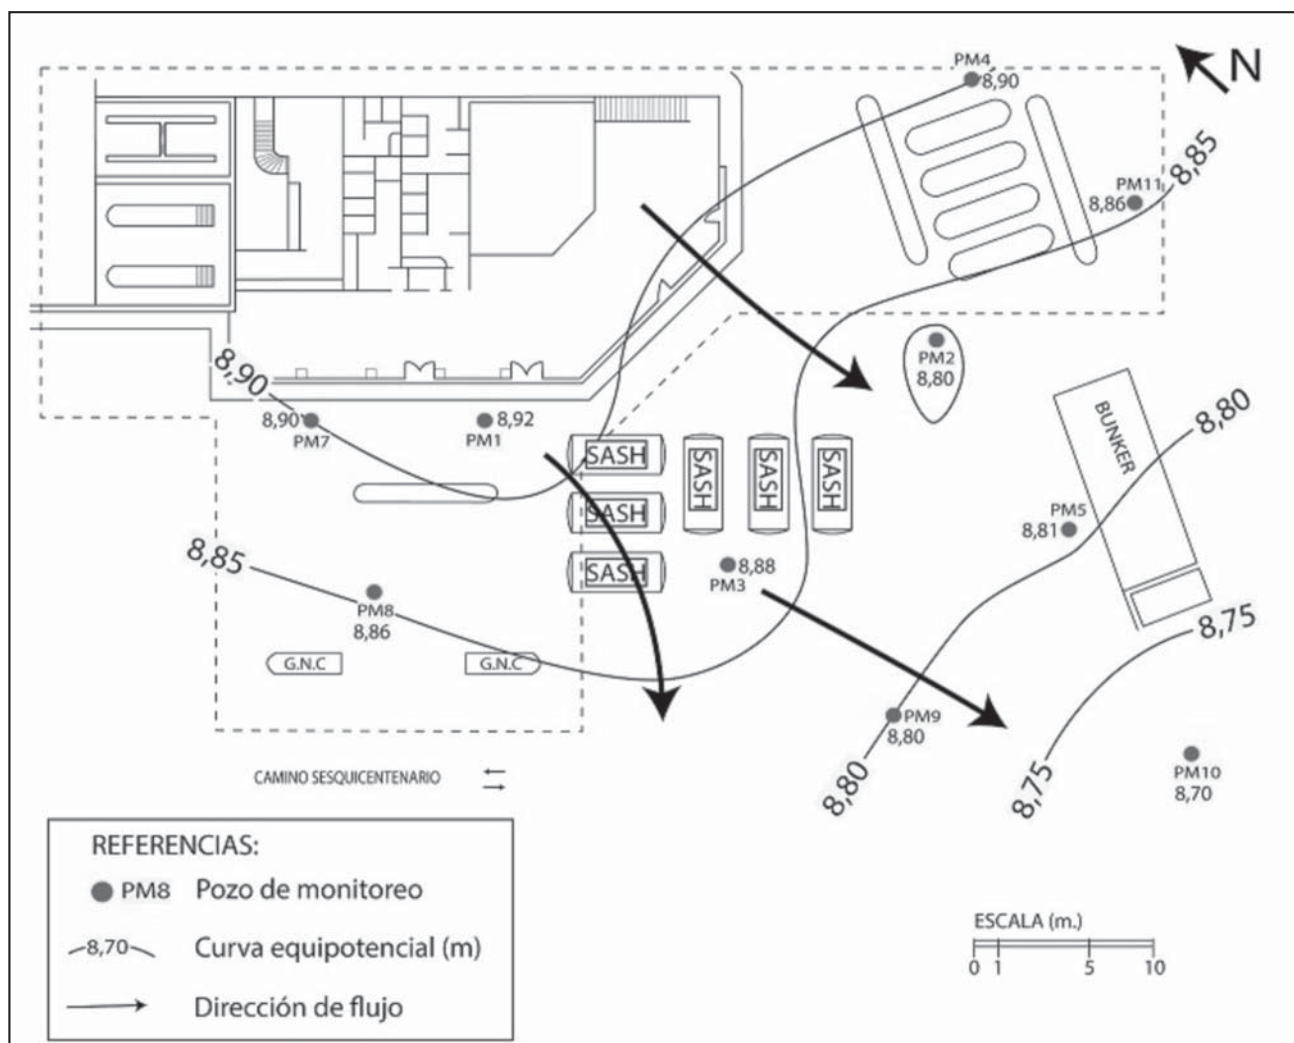 N
PM4
8,90
8,85
PM11
8,86
PM2
8,80
8,90
8,90
PM7
8,92
PM1
SASH
SASH
SASH
SASH
SASH
SASH
BUNKER
8,80
PM5
8,81
8,85
PM8
8,86
8,88
PM3
G.N.C
G.N.C
8,75
PM9
8,80
8,80
8,75
PM10
8,70
CAMINO SESQUICENTENARIO
REFERENCIAS:
PM8 Pozo de monitoreo
8,70 Curva equipotencial (m)
Dirección de flujo
ESCALA (m.)
0 1 5 10